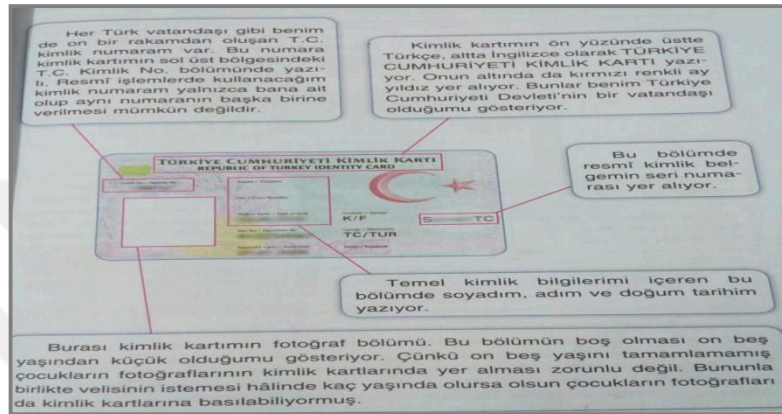 Her Türk vatandaşı gibi benim
de on bir rakamdan oluşan T.C.
kimlik numaram var. Bu numara
kimlik kartımın sol üst bölgesindeki
T.C. Kimlik No. bölümünde yazı-
lı. Resmî işlemlerde kullanacağım
kimlik numaram yalnızca bana ait
olup aynı numaranın başka birine
verilmesi mümkün değildir.
Kimlik kartımın ön yüzünde üstte
Türkçe, altta İngilizce olarak TÜRKİYE
CUMHURİYETİ KİMLİK KARTI yazı-
yor. Onun altında da kırmızı renkli ay
yıldız yer alıyor. Bunlar benim Türkiye
Cumhuriyeti Devleti'nin bir vatandaşı
olduğumu gösteriyor.
TÜRKİYE CUMHURİYETİ KİMLİK KARTI
REPUBLIC OF TURKEY IDENTITY CARD
K/F
TC/TUR
TC
Bu bölümde
resmî kimlik bel-
gemin seri numa-
rası yer alıyor.
Temel kimlik bilgilerimi içeren bu
bölümde soyadım, adım ve doğum tarihim
yazıyor.
Burası kimlik kartımın fotoğraf bölümü. Bu bölümün boş olması on beş
yaşından küçük olduğumu gösteriyor. Çünkü on beş yaşını tamamlamamış
çocukların fotoğraflarının kimlik kartlarında yer alması zorunlu değil. Bununla
birlikte velisinin istemesi hâlinde kaç yaşında olursa olsun çocukların fotoğrafları
da kimlik kartlarına basılabiliyormuş.